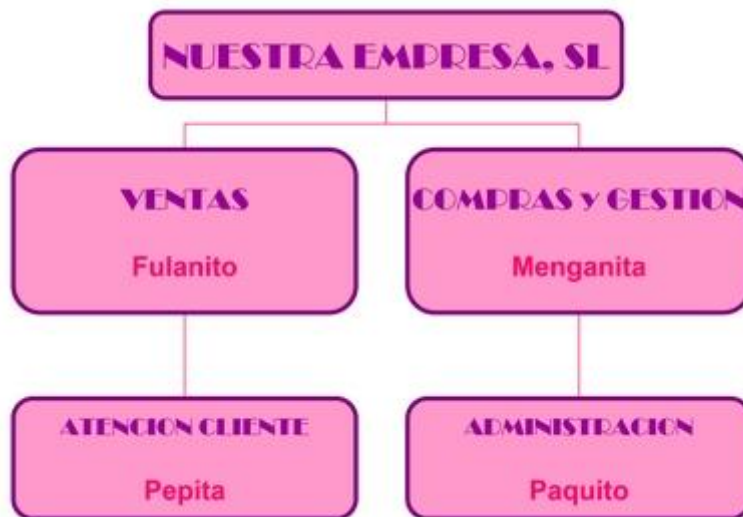 NUESTRA EMPRESA, SL
VENTAS
Fulanito
COMPRAS y GESTION
Menganita
ATENCION CLIENTE
Pepita
ADMINISTRACION
Paquito